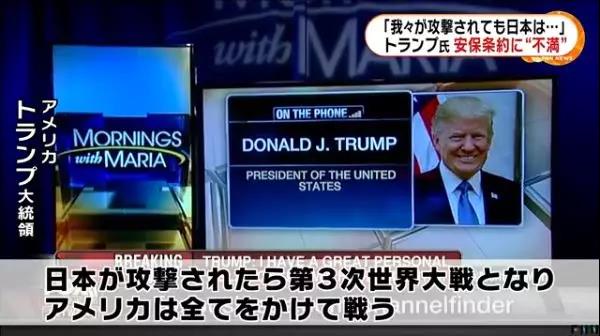 「我々が攻撃されても日本は…」
トランプ氏 安保条約に“不満”
アメリカ
トランプ大統領
MARIA
MORNINGS
with MARIA
ON THE PHONE
DONALD J. TRUMP
PRESIDENT OF THE UNITED
STATES
BREAKING
TRUMP: I HAVE A GREAT PERSONAL
channelfinder
日本が攻撃されたら第3次世界大戦となり
アメリカは全てをかけて戦う